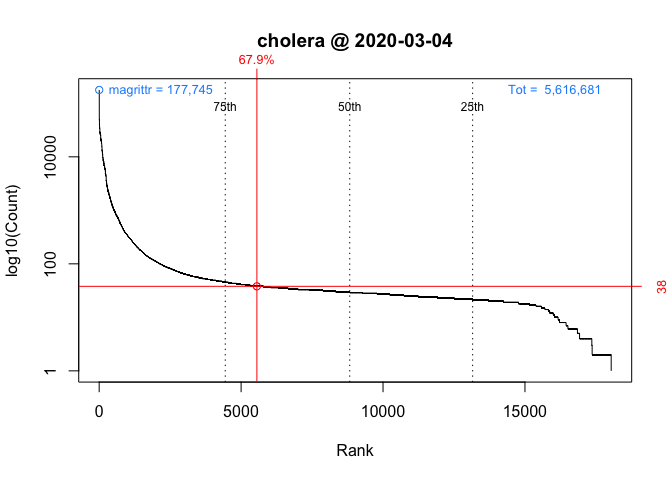 cholera @ 2020-03-04
67.9%
magrittr = 177,745
Tot = 5,616,681
75th
50th
25th
log10(Count)
10000
100
1
38
0
5000
10000
15000
Rank